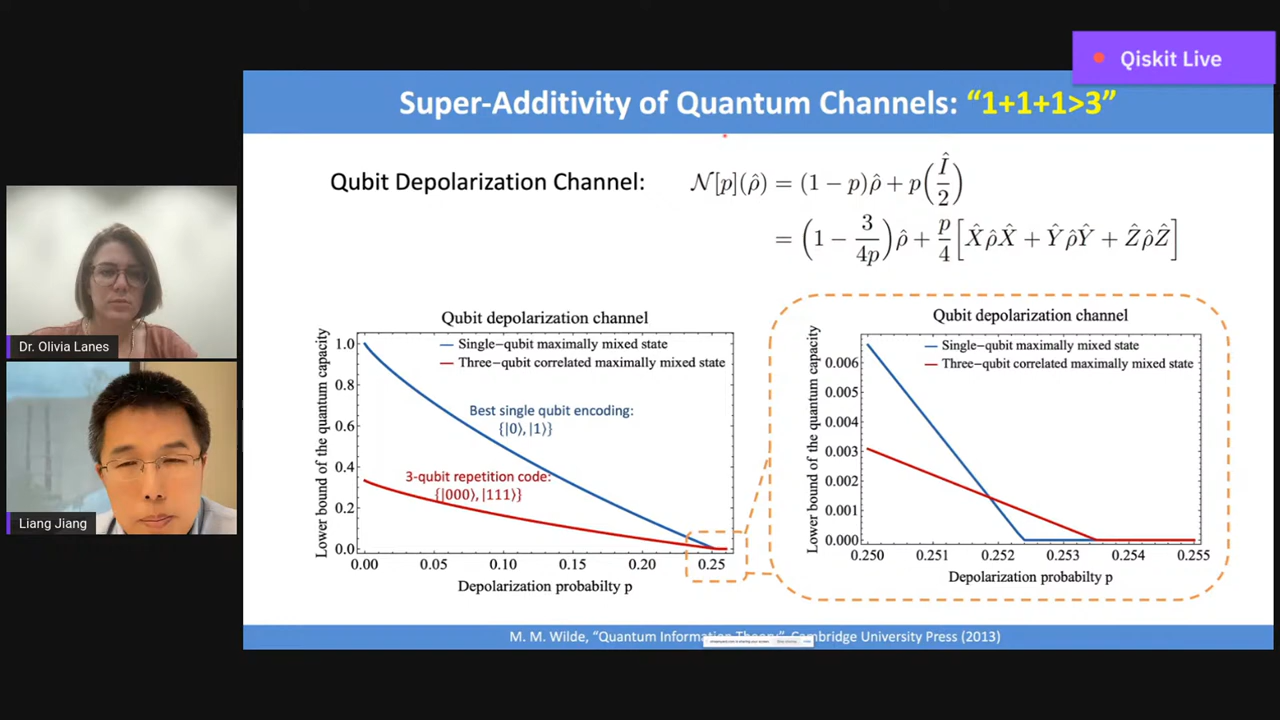 Qiskit Live
Super-Additivity of Quantum Channels: “1+1+1>3”
Qubit Depolarization Channel:
𝒩[p](ρ̂) = (1 − p)ρ̂ + p(Î/2)
= (1 − 3/4p)ρ̂ + p/4[X̂ρ̂X̂ + Ŷρ̂Ŷ + Ẑρ̂Ẑ]
Dr. Olivia Lanes
Liang Jiang
Qubit depolarization channel
Single−qubit maximally mixed state
Three−qubit correlated maximally mixed state
Best single qubit encoding:
{|0⟩, |1⟩}
3-qubit repetition code:
{|000⟩, |111⟩}
Lower bound of the quantum capacity
1.0
0.8
0.6
0.4
0.2
0.0
0.00 0.05 0.10 0.15 0.20 0.25
Depolarization probabilty p
Qubit depolarization channel
Single−qubit maximally mixed state
Three−qubit correlated maximally mixed state
Lower bound of the quantum capacity
0.006
0.005
0.004
0.003
0.002
0.001
0.000
0.250 0.251 0.252 0.253 0.254 0.255
Depolarization probabilty p
M. M. Wilde, “Quantum Information Theory”, Cambridge University Press (2013)